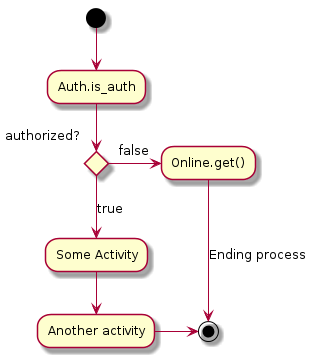 Auth.is_auth
authorized?
false
Online.get()
true
Some Activity
Ending process
Another activity